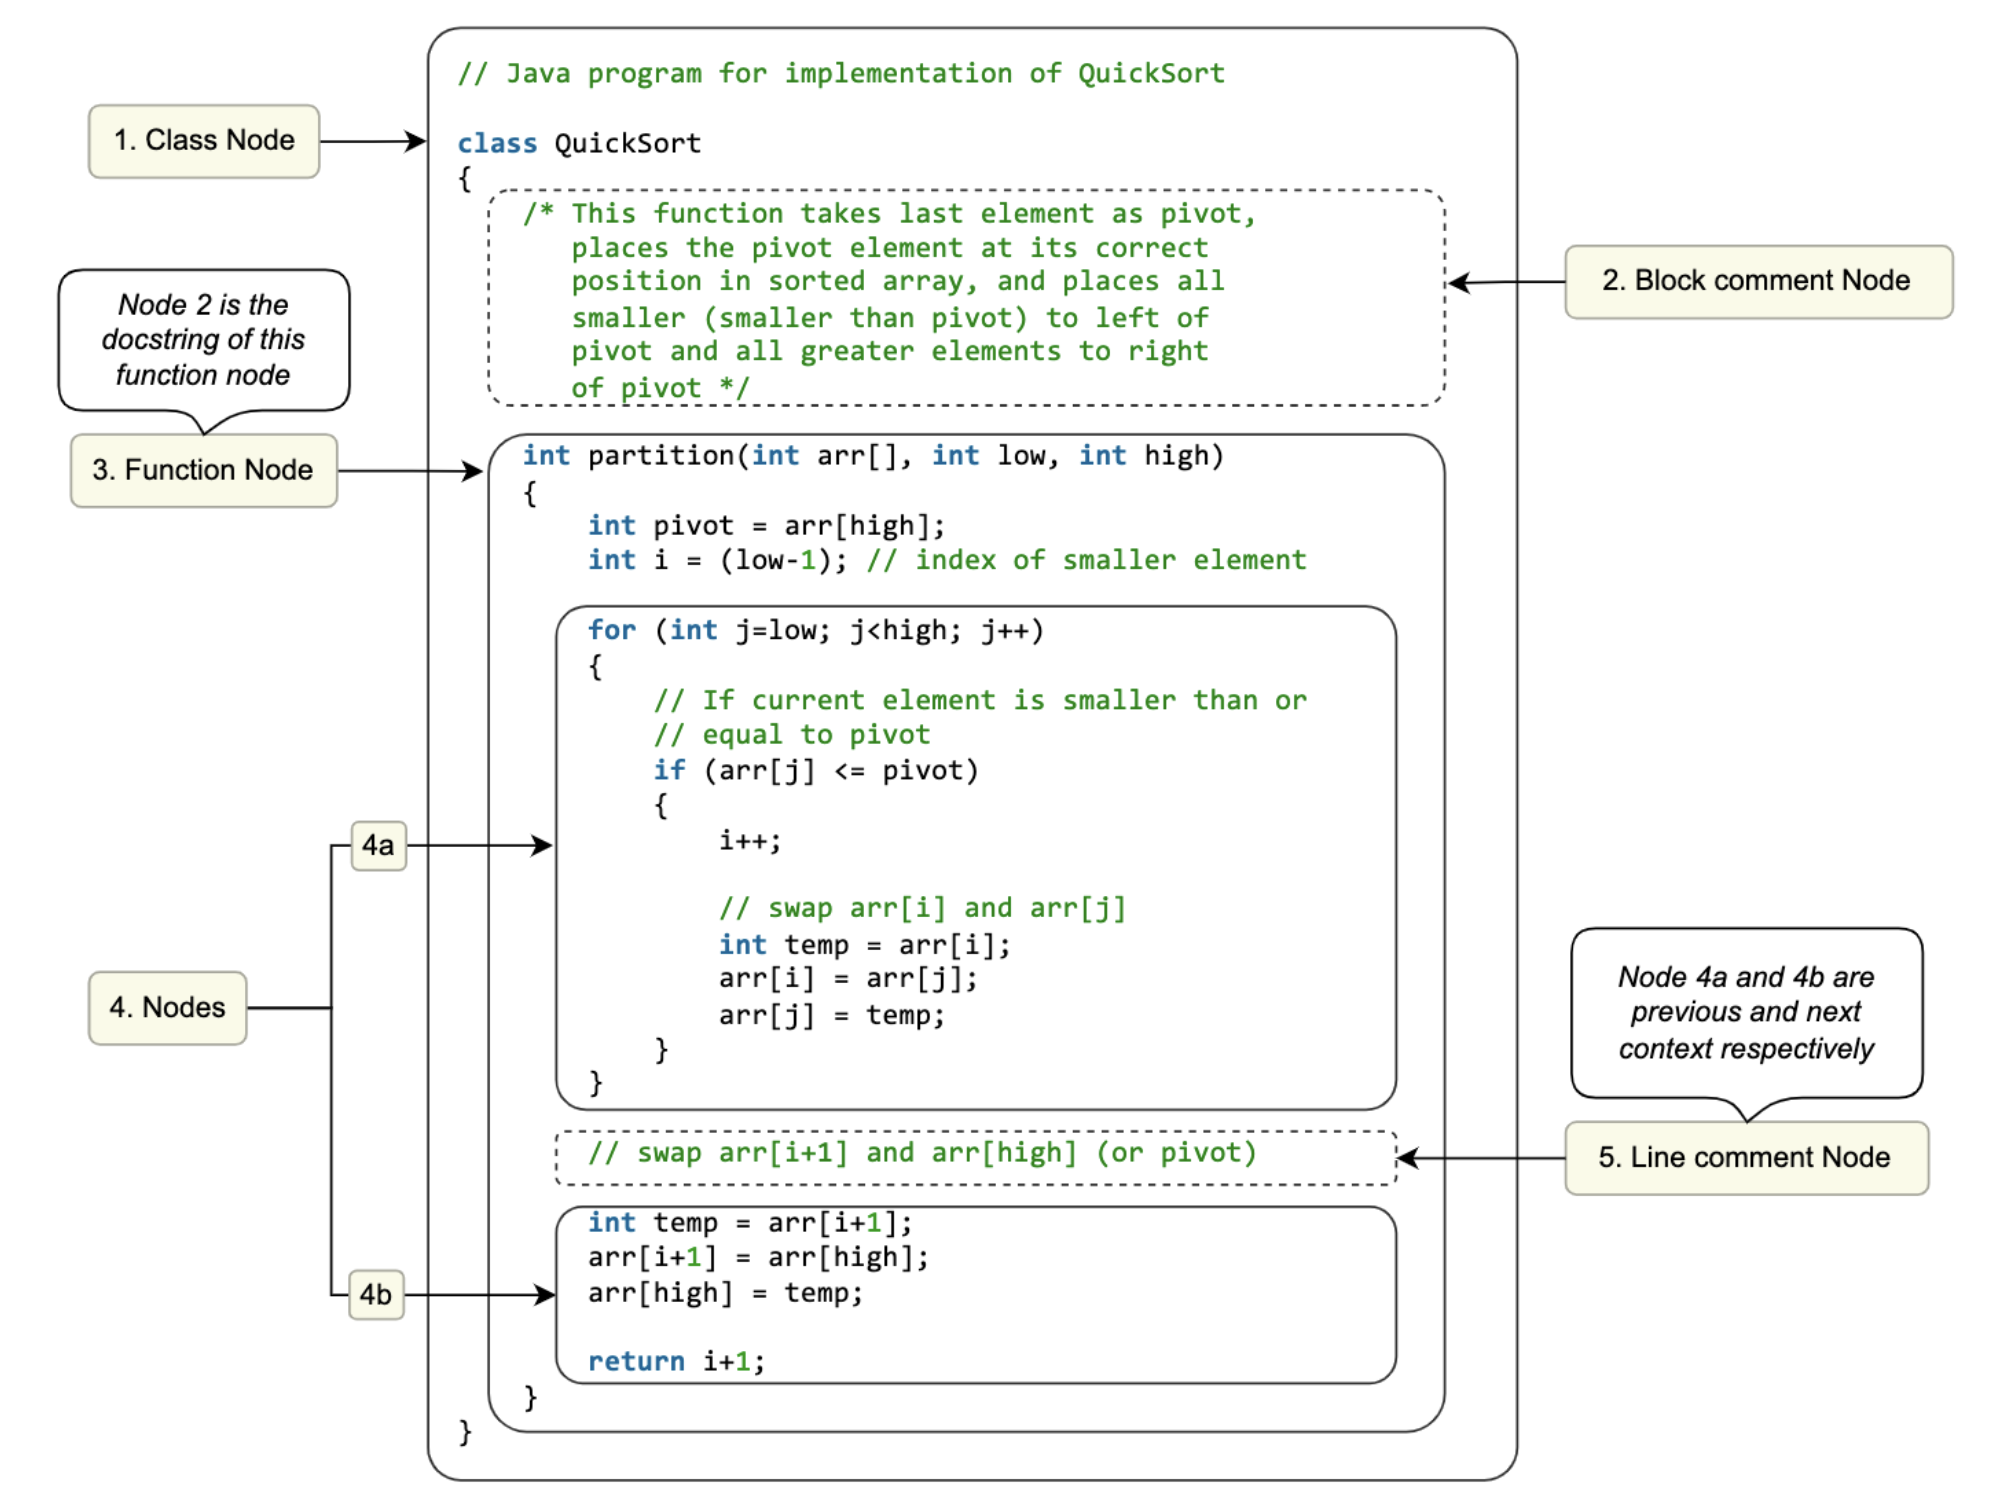 // Java program for implementation of QuickSort
1. Class Node
class QuickSort
{
/* This function takes last element as pivot,
places the pivot element at its correct
position in sorted array, and places all
smaller (smaller than pivot) to left of
pivot and all greater elements to right
of pivot */
2. Block comment Node
Node 2 is the
docstring of this
function node
3. Function Node
int partition(int arr[], int low, int high)
{
int pivot = arr[high];
int i = (low-1); // index of smaller element
for (int j=low; j<high; j++)
{
// If current element is smaller than or
// equal to pivot
if (arr[j] <= pivot)
{
i++;
// swap arr[i] and arr[j]
int temp = arr[i];
arr[i] = arr[j];
arr[j] = temp;
}
}
4a
4. Nodes
4b
Node 4a and 4b are
previous and next
context respectively
5. Line comment Node
// swap arr[i+1] and arr[high] (or pivot)
int temp = arr[i+1];
arr[i+1] = arr[high];
arr[high] = temp;
return i+1;
}
}